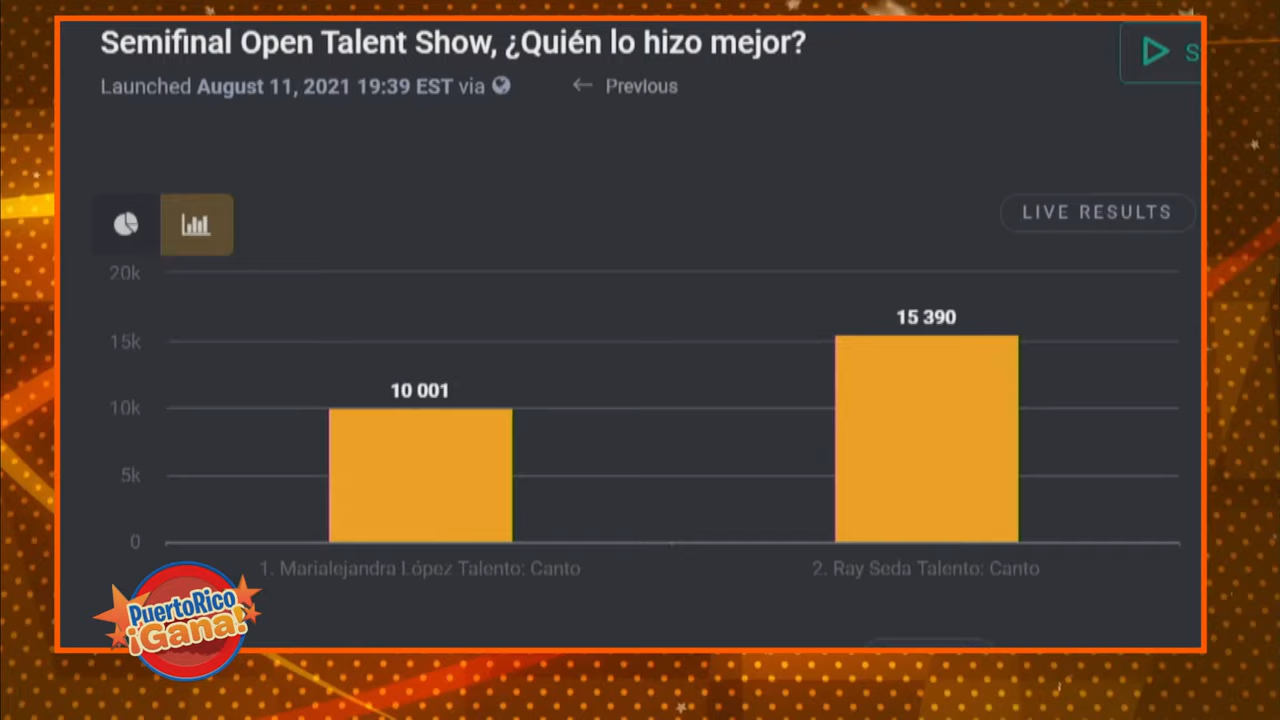 Semifinal Open Talent Show, ¿Quién lo hizo mejor?
S
Launched August 11, 2021 19:39 EST via
← Previous
LIVE RESULTS
20k
15k
10k
5k
0
10 001
15 390
1. Marialejandra López Talento: Canto
2. Ray Seda Talento: Canto
PuertoRico
¡Gana!